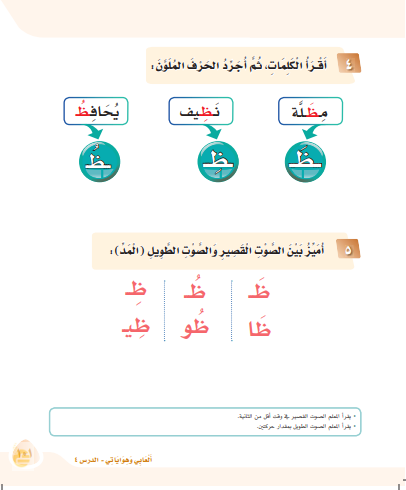 ٤ أَقْرَأُ الْكَلِمَاتِ، ثُمَّ أُجَرِّدُ الْحَرْفَ الْمُلَوَّنَ :
مِظَلَّة نَظِيف يُحَافِظُ
ظَ ظِ ظُ
٥ أُمَيِّزُ بَيْنَ الصَّوْتِ الْقَصِيرِ وَالصَّوْتِ الطَّوِيلِ (الْمَدِّ) :
ظَـ ظُـ ظِـ
ظَا ظُو ظِيـ
• يقرأ المعلم الصوت القصير في وقت أقل من الثانية.
• يقرأ المعلم الصوت الطويل بمقدار حركتين.
ألعابي وهواياتي - الدرس ٤